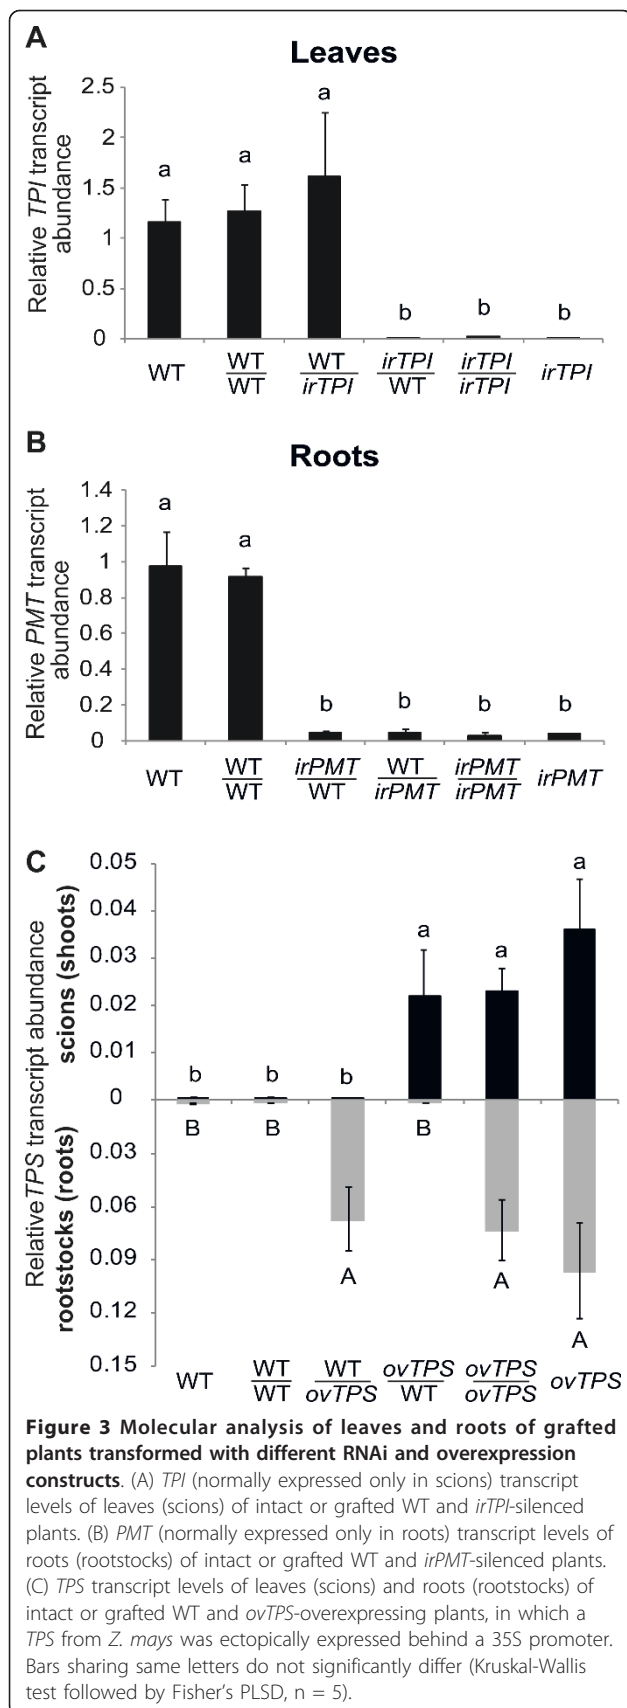 A
Leaves
Relative TPI transcript
abundance
2.5
2
1.5
1
0.5
0
a
a
a
b
b
b
WT
WT
WT
WT
irTPI
irTPI
WT
irTPI
irTPI
irTPI
B
Roots
Relative PMT transcript
abundance
1.4
1.2
1
0.8
0.6
0.4
0.2
0
a
a
b
b
b
b
WT
WT
WT
irPMT
WT
WT
irPMT
irPMT
irPMT
irPMT
C
Relative TPS transcript abundance
scions (shoots)
rootstocks (roots)
0.05
0.04
0.03
0.02
0.01
0
0.03
0.06
0.09
0.12
0.15
b
b
b
a
a
a
B
B
A
B
A
A
WT
WT
WT
WT
ovTPS
ovTPS
WT
ovTPS
ovTPS
ovTPS
Figure 3 Molecular analysis of leaves and roots of grafted
plants transformed with different RNAi and overexpression
constructs. (A) TPI (normally expressed only in scions) transcript
levels of leaves (scions) of intact or grafted WT and irTPI-silenced
plants. (B) PMT (normally expressed only in roots) transcript levels of
roots (rootstocks) of intact or grafted WT and irPMT-silenced plants.
(C) TPS transcript levels of leaves (scions) and roots (rootstocks) of
intact or grafted WT and ovTPS-overexpressing plants, in which a
TPS from Z. mays was ectopically expressed behind a 35S promoter.
Bars sharing same letters do not significantly differ (Kruskal-Wallis
test followed by Fisher's PLSD, n = 5).